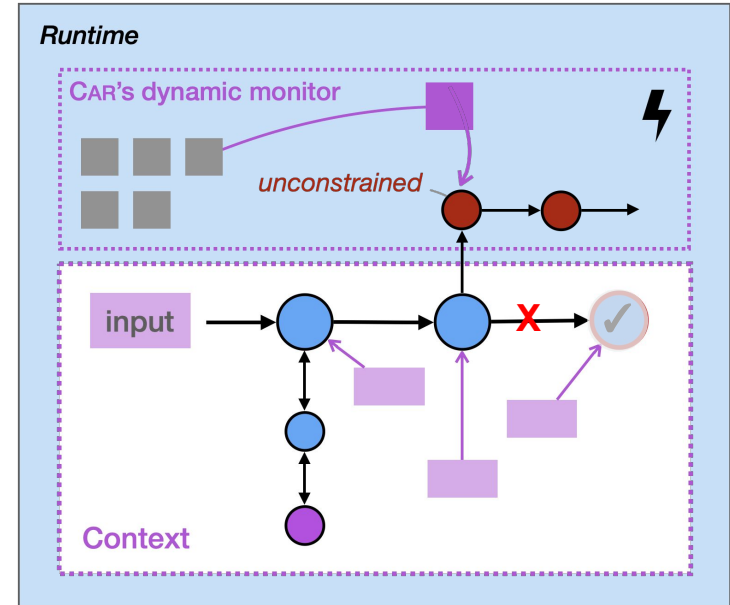 Runtime
CAR's dynamic monitor
unconstrained
input
X
✓
Context